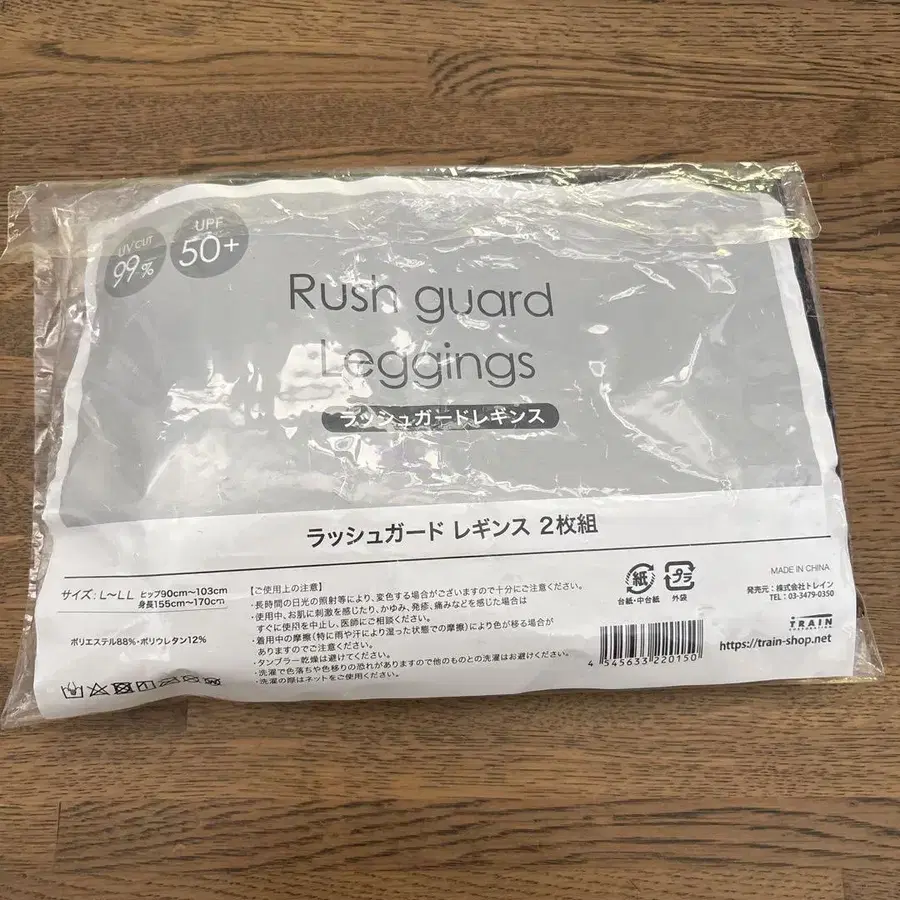 UV CUT
99%
UPF
50+
Rush guard
Leggings
ラッシュガードレギンス
ラッシュガード レギンス 2枚組
サイズ：L〜LL ヒップ90cm〜103cm
身長155cm〜170cm
ポリエステル88%・ポリウレタン12%
【ご使用上の注意】
・長時間の日光の照射等により、変色する場合がございますので十分にご注意ください。
・使用中、お肌に刺激を感じたり、かゆみ、発疹、痛みなどを感じた場合は
すぐに使用を中止し、医師にご相談ください。
・着用中の摩擦(特に雨や汗により湿った状態での摩擦)により色が移る場合が
ありますのでご注意ください。
・タンブラー乾燥は避けてください。
・洗濯で色落ちや色移りの恐れがありますので他のものとの洗濯はお避けください。
・洗濯の際はネットをご使用ください。
紙
台紙・中台紙
プラ
外袋
4 545633 220150
MADE IN CHINA
発売元：株式会社トレイン
TEL：03-3479-0350
TRAIN
CORPORATION
https://train-shop.net